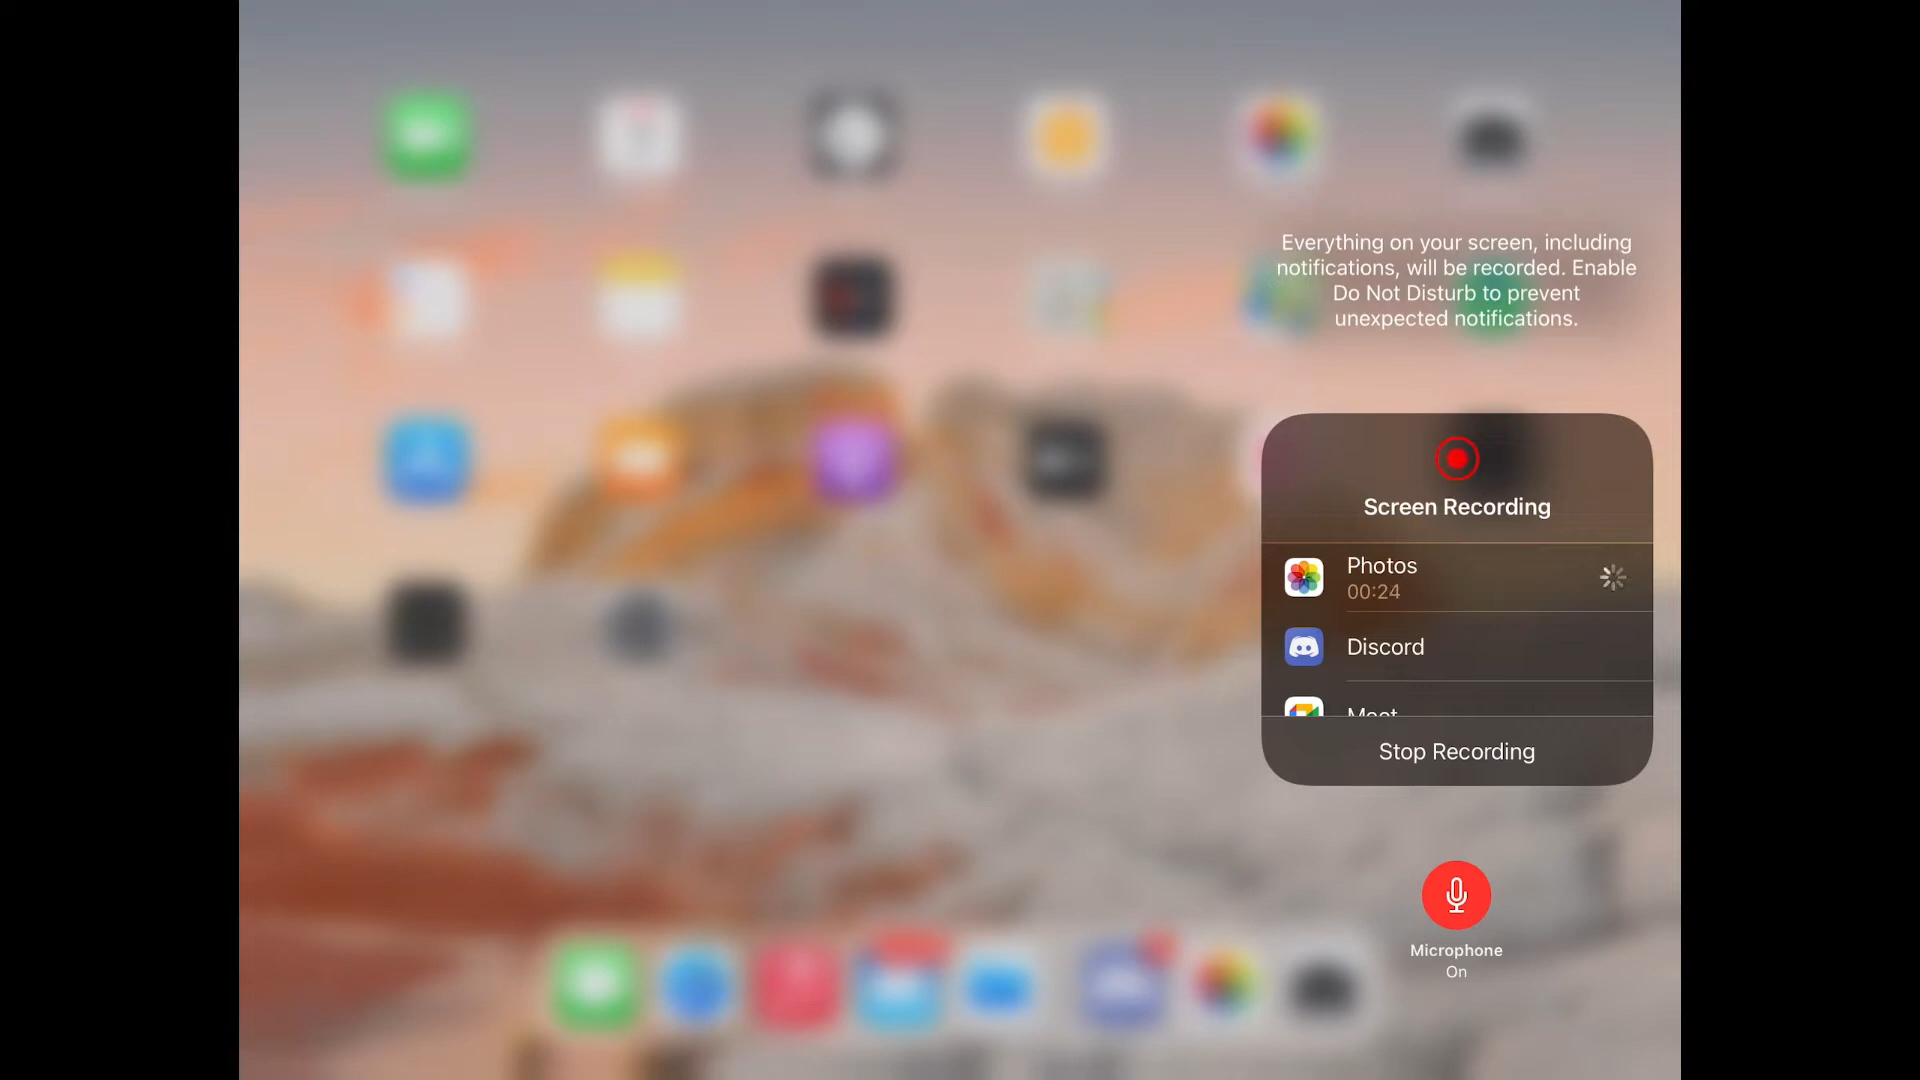 Everything on your screen, including
notifications, will be recorded. Enable
Do Not Disturb to prevent
unexpected notifications.
Screen Recording
Photos
00:24
Discord
Meet
Stop Recording
Microphone
On